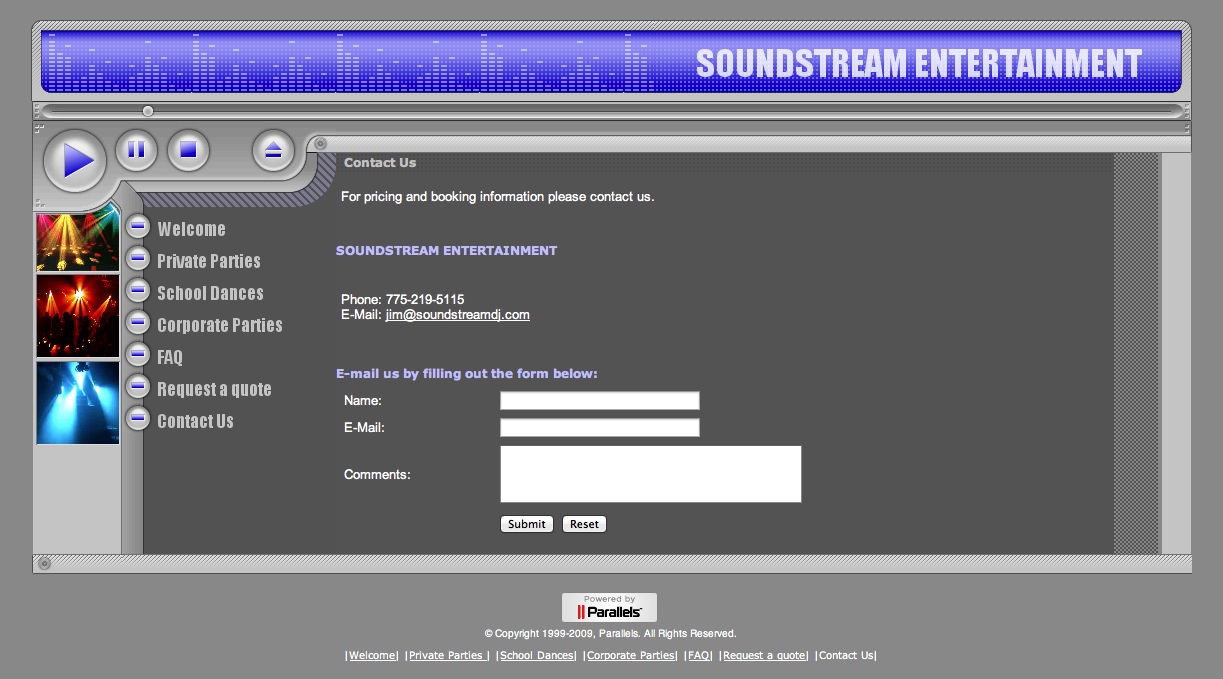 SOUNDSTREAM ENTERTAINMENT
Contact Us
For pricing and booking information please contact us.
Welcome
Private Parties
School Dances
Corporate Parties
FAQ
Request a quote
Contact Us
SOUNDSTREAM ENTERTAINMENT
Phone: 775-219-5115
E-Mail: jim@soundstreamdj.com
E-mail us by filling out the form below:
Name:
E-Mail:
Comments:
Submit Reset
Powered by
Parallels™
© Copyright 1999-2009, Parallels. All Rights Reserved.
|Welcome| |Private Parties | |School Dances| |Corporate Parties| |FAQ| |Request a quote| |Contact Us|